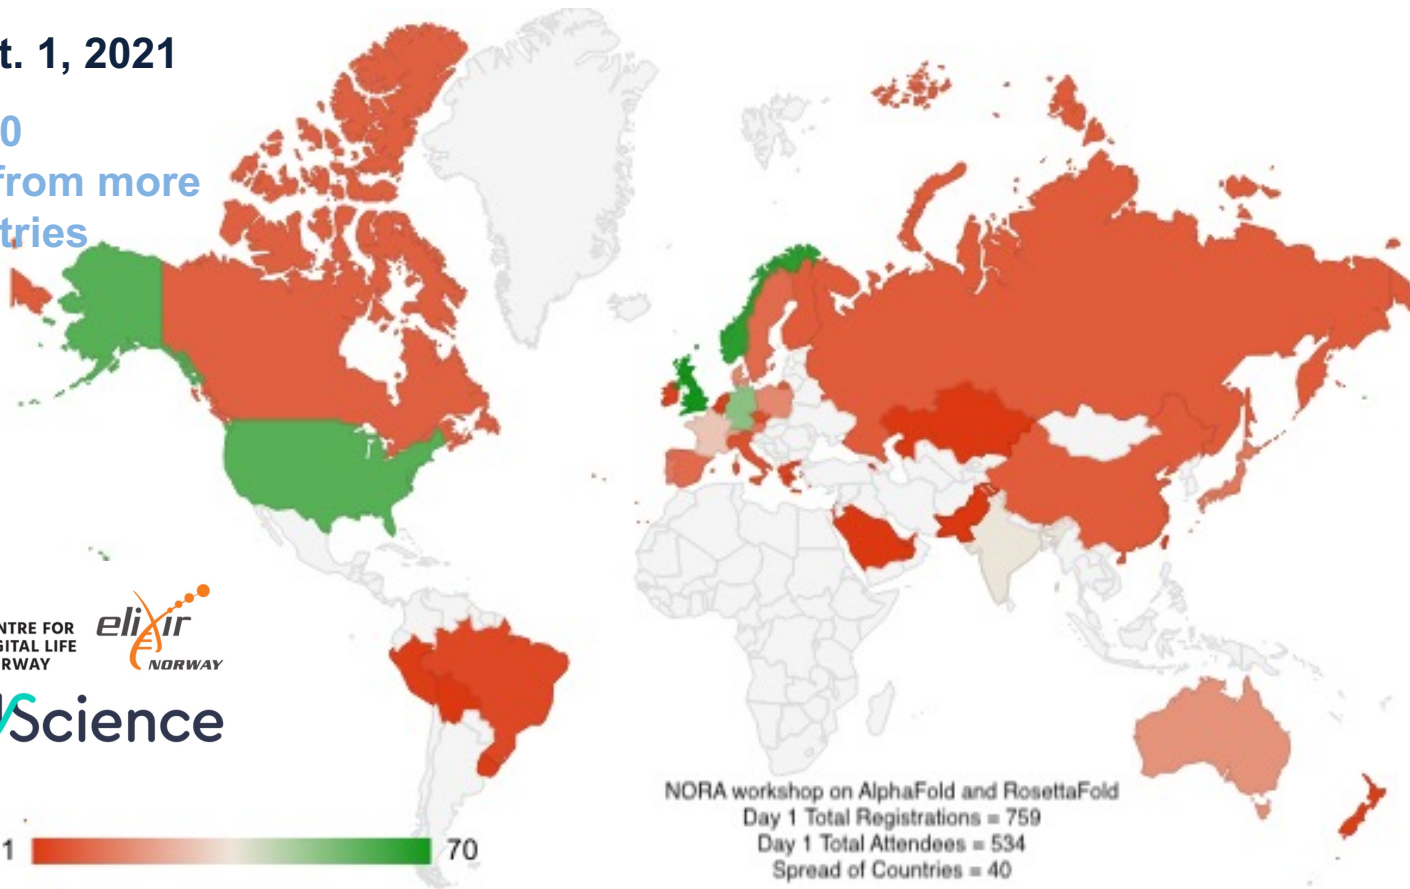 t. 1, 2021
0
from more
tries
NTRE FOR
GITAL LIFE
RWAY
elixir
NORWAY
Science
1
70
NORA workshop on AlphaFold and RosettaFold
Day 1 Total Registrations = 759
Day 1 Total Attendees = 534
Spread of Countries = 40